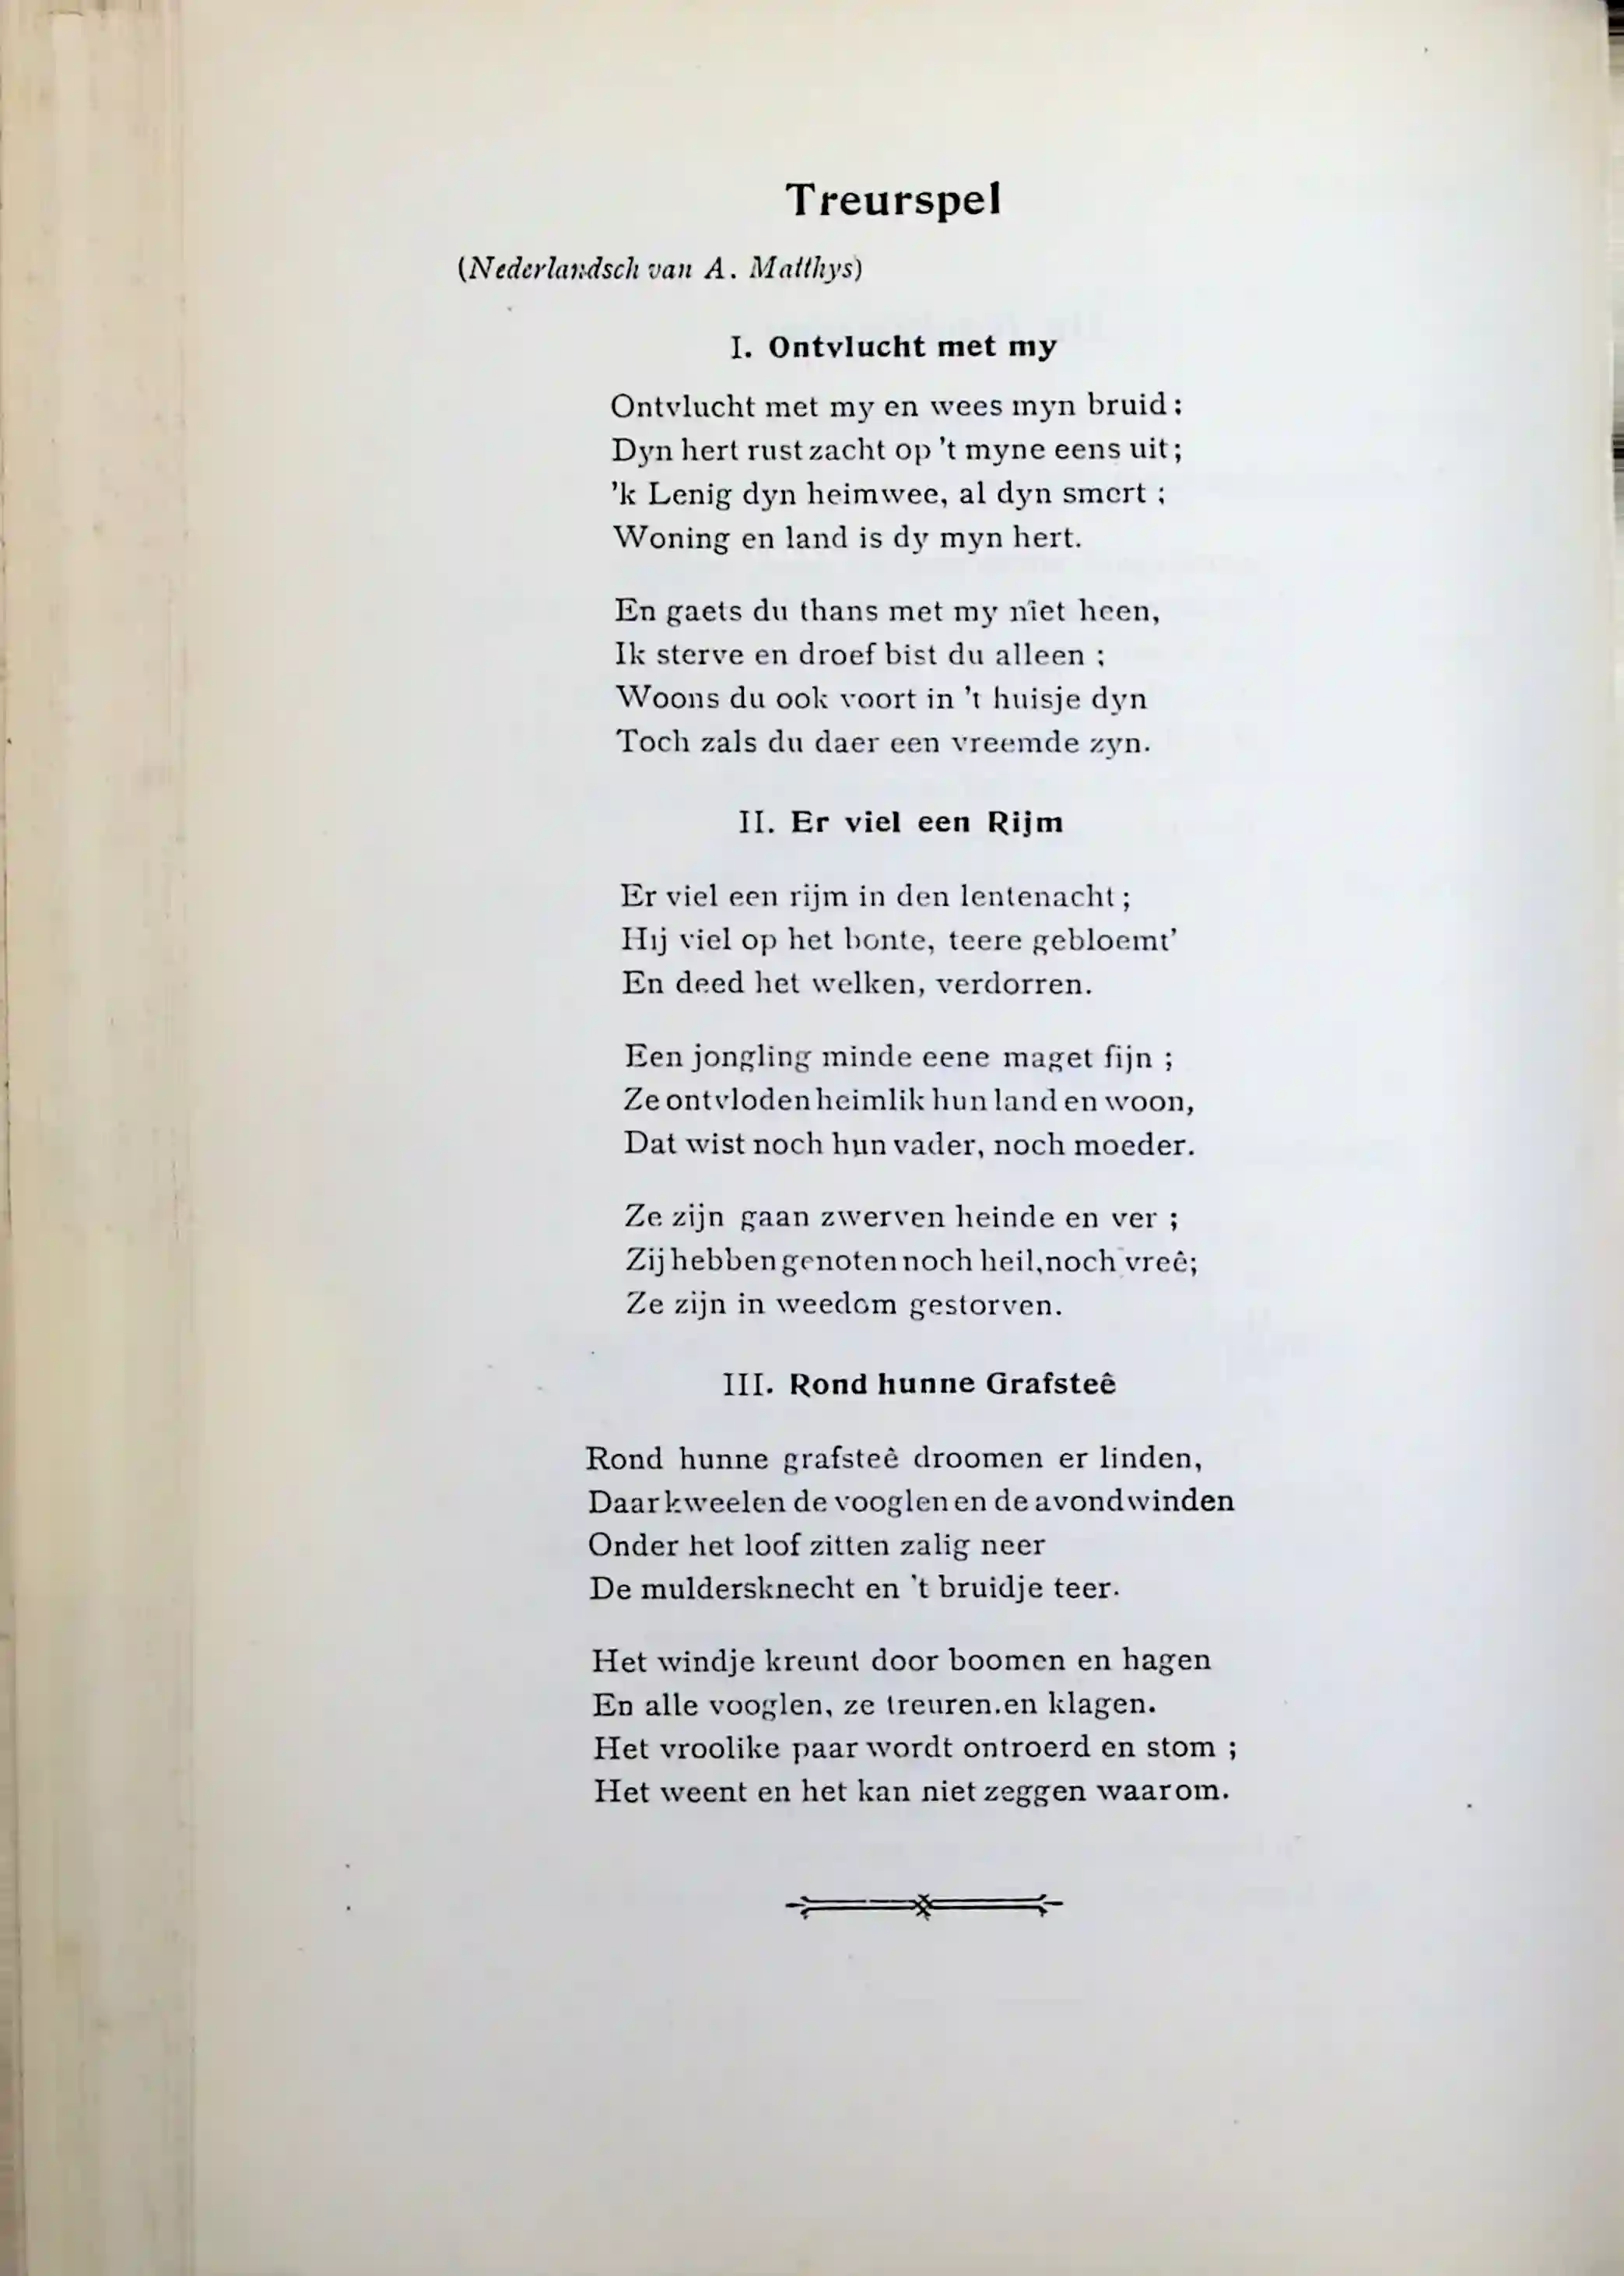 Treurspel
(Nederlandsch van A. Matthys)
I. Ontvlucht met my
Ontvlucht met my en wees myn bruid :
Dyn hert rust zacht op 't myne eens uit ;
'k Lenig dyn heimwee, al dyn smert ;
Woning en land is dy myn hert.
En gaets du thans met my niet heen,
Ik sterve en droef bist du alleen ;
Woons du ook voort in 't huisje dyn
Toch zals du daer een vreemde zyn.
II. Er viel een Rijm
Er viel een rijm in den lentenacht ;
Hij viel op het bonte, teere gebloemt'
En deed het welken, verdorren.
Een jongling minde eene maget fijn ;
Ze ontvloden heimlik hun land en woon,
Dat wist noch hun vader, noch moeder.
Ze zijn gaan zwerven heinde en ver ;
Zij hebben genoten noch heil, noch vreê;
Ze zijn in weedom gestorven.
III. Rond hunne Grafsteê
Rond hunne grafsteê droomen er linden,
Daar kweelen de vooglen en de avondwinden
Onder het loof zitten zalig neer
De muldersknecht en 't bruidje teer.
Het windje kreunt door boomen en hagen
En alle vooglen, ze treuren.en klagen.
Het vroolike paar wordt ontroerd en stom ;
Het weent en het kan niet zeggen waarom.